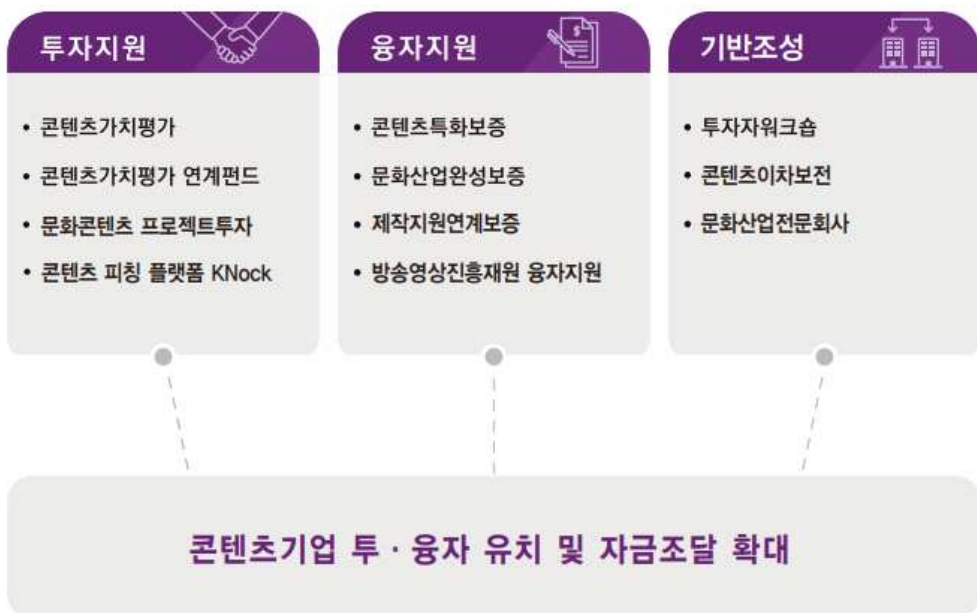 투자지원
• 콘텐츠가치평가
• 콘텐츠가치평가 연계펀드
• 문화콘텐츠 프로젝트투자
• 콘텐츠 피칭 플랫폼 KNock
융자지원
• 콘텐츠특화보증
• 문화산업완성보증
• 제작지원연계보증
• 방송영상진흥재원 융자지원
기반조성
• 투자자워크숍
• 콘텐츠이차보전
• 문화산업전문회사
콘텐츠기업 투 · 융자 유치 및 자금조달 확대